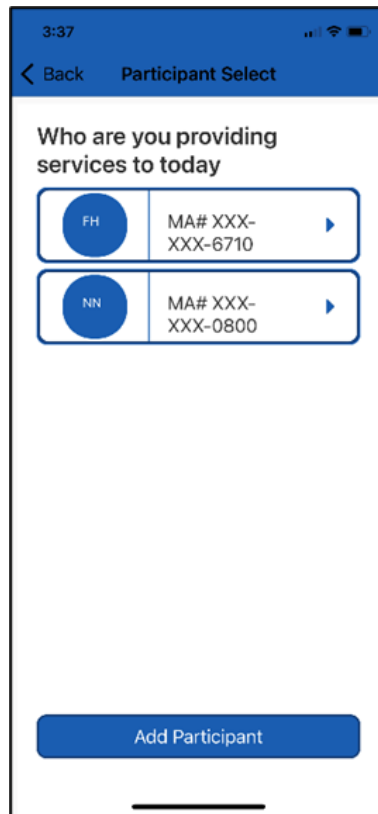 3:37
Back Participant Select
Who are you providing
services to today
FH
MA# XXX-
XXX-6710
NN
MA# XXX-
XXX-0800
Add Participant